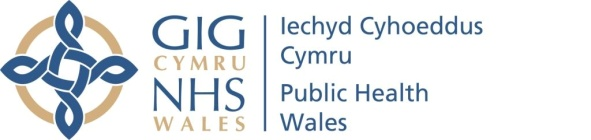 GIG
CYMRU
NHS
WALES
Iechyd Cyhoeddus
Cymru
Public Health
Wales